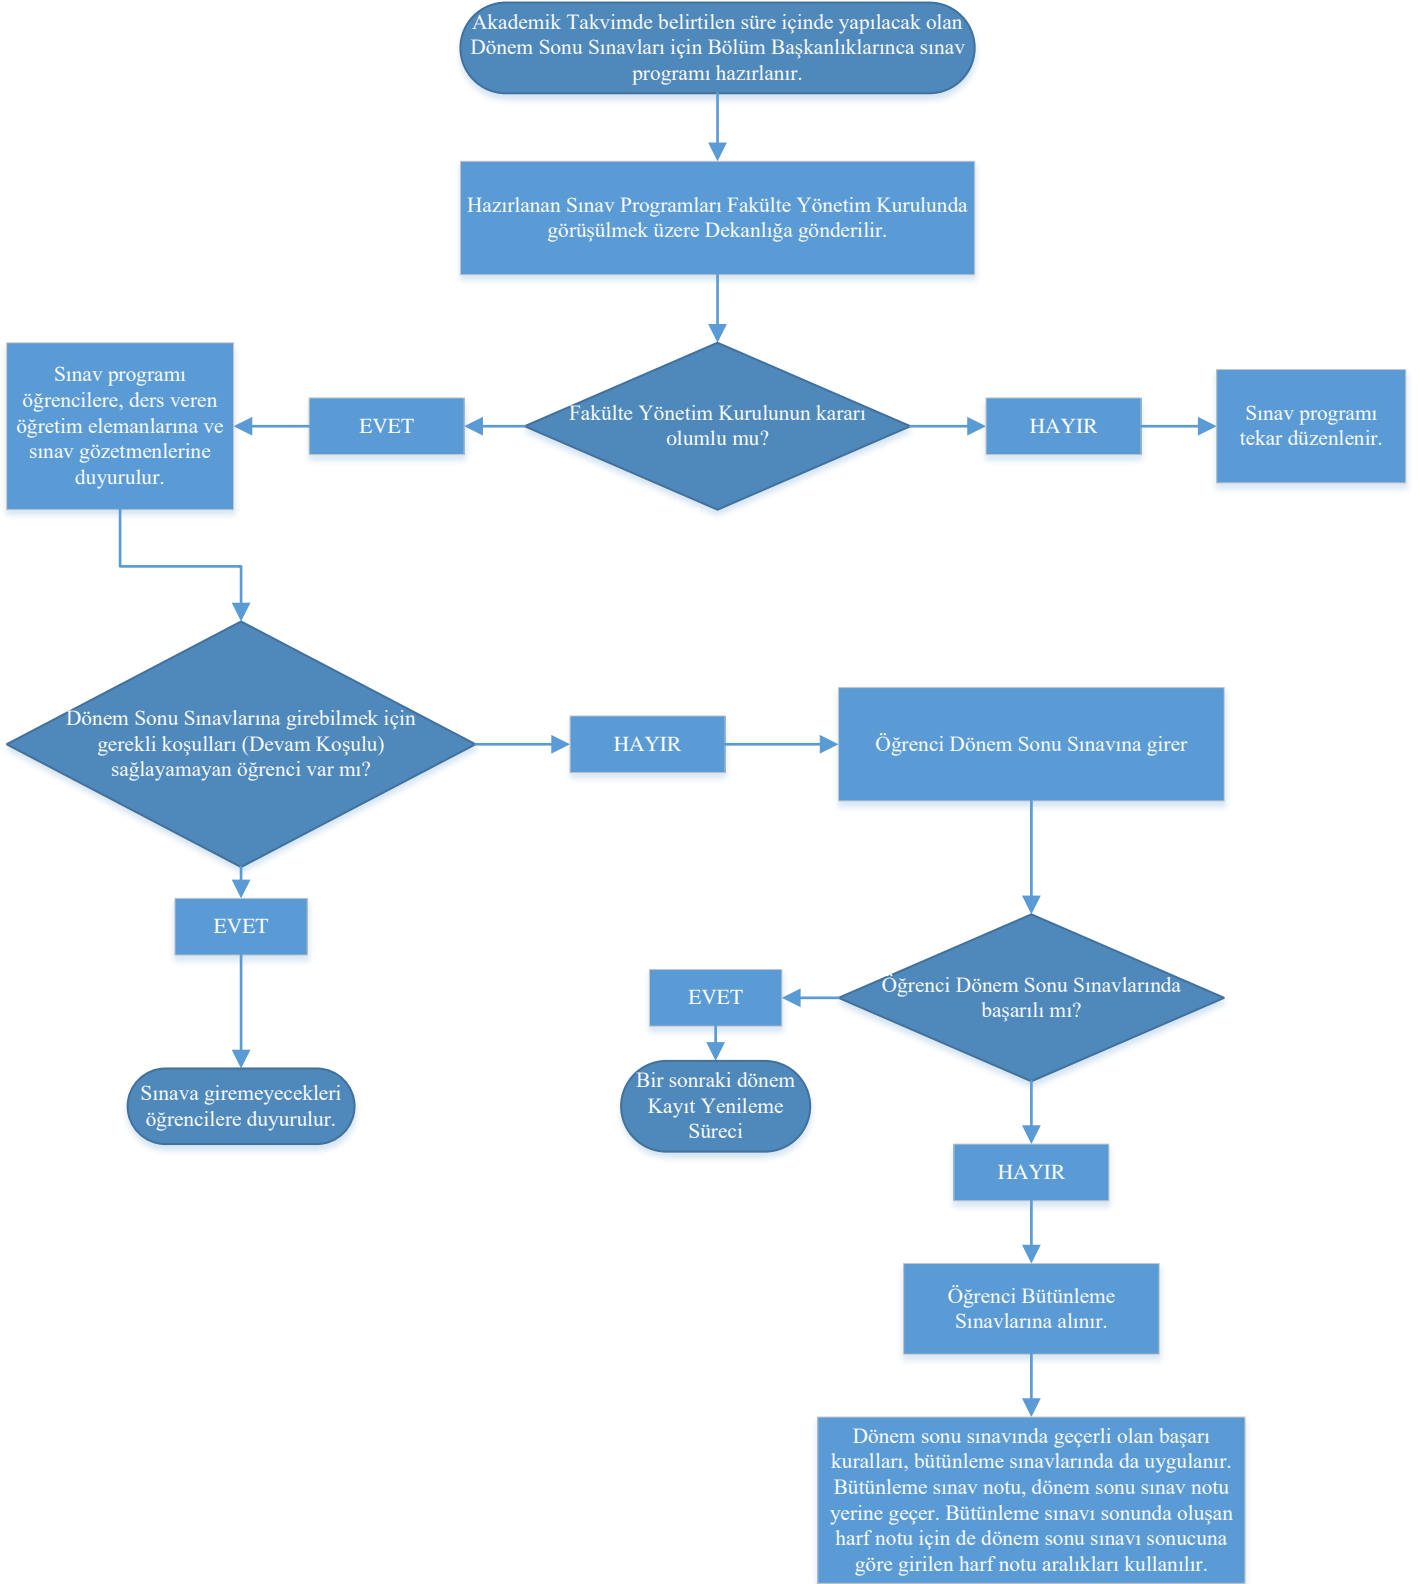 Akademik Takvimde belirtilen süre içinde yapılacak olan
Dönem Sonu Sınavları için Bölüm Başkanlıklarınca sınav
programı hazırlanır.
Hazırlanan Sınav Programları Fakülte Yönetim Kurulunda
görüşülmek üzere Dekanlığa gönderilir.
Fakülte Yönetim Kurulunun kararı
olumlu mu?
EVET
Sınav programı
öğrencilere, ders veren
öğretim elemanlarına ve
sınav gözetmenlerine
duyurulur.
HAYIR
Sınav programı
tekar düzenlenir.
Dönem Sonu Sınavlarına girebilmek için
gerekli koşulları (Devam Koşulu)
sağlayamayan öğrenci var mı?
HAYIR
Öğrenci Dönem Sonu Sınavına girer
EVET
Sınava giremeyecekleri
öğrencilere duyurulur.
Öğrenci Dönem Sonu Sınavlarında
başarılı mı?
EVET
Bir sonraki dönem
Kayıt Yenileme
Süreci
HAYIR
Öğrenci Bütünleme
Sınavlarına alınır.
Dönem sonu sınavında geçerli olan başarı
kuralları, bütünleme sınavlarında da uygulanır.
Bütünleme sınav notu, dönem sonu sınav notu
yerine geçer. Bütünleme sınavı sonunda oluşan
harf notu için de dönem sonu sınavı sonucuna
göre girilen harf notu aralıkları kullanılır.